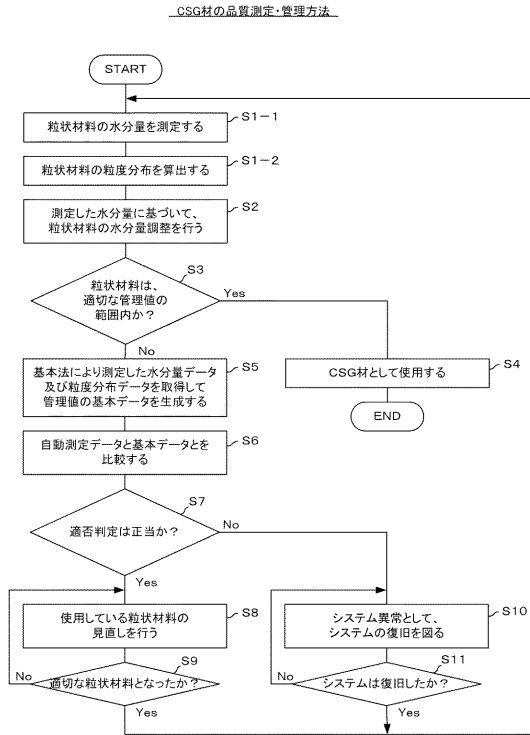 CSG材の品質測定・管理方法
START
粒状材料の水分量を測定する
S1－1
粒状材料の粒度分布を算出する
S1－2
測定した水分量に基づいて、
粒状材料の水分量調整を行う
S2
粒状材料は、
適切な管理値の
範囲内か？
S3
Yes
No
基本法により測定した水分量データ
及び粒度分布データを取得して
管理値の基本データを生成する
S5
CSG材として使用する
S4
END
自動測定データと基本データとを
比較する
S6
適否判定は正当か？
S7
No
Yes
使用している粒状材料の
見直しを行う
S8
システム異常として、
システムの復旧を図る
S10
適切な粒状材料となったか？
S9
No
Yes
システムは復旧したか？
S11
No
Yes